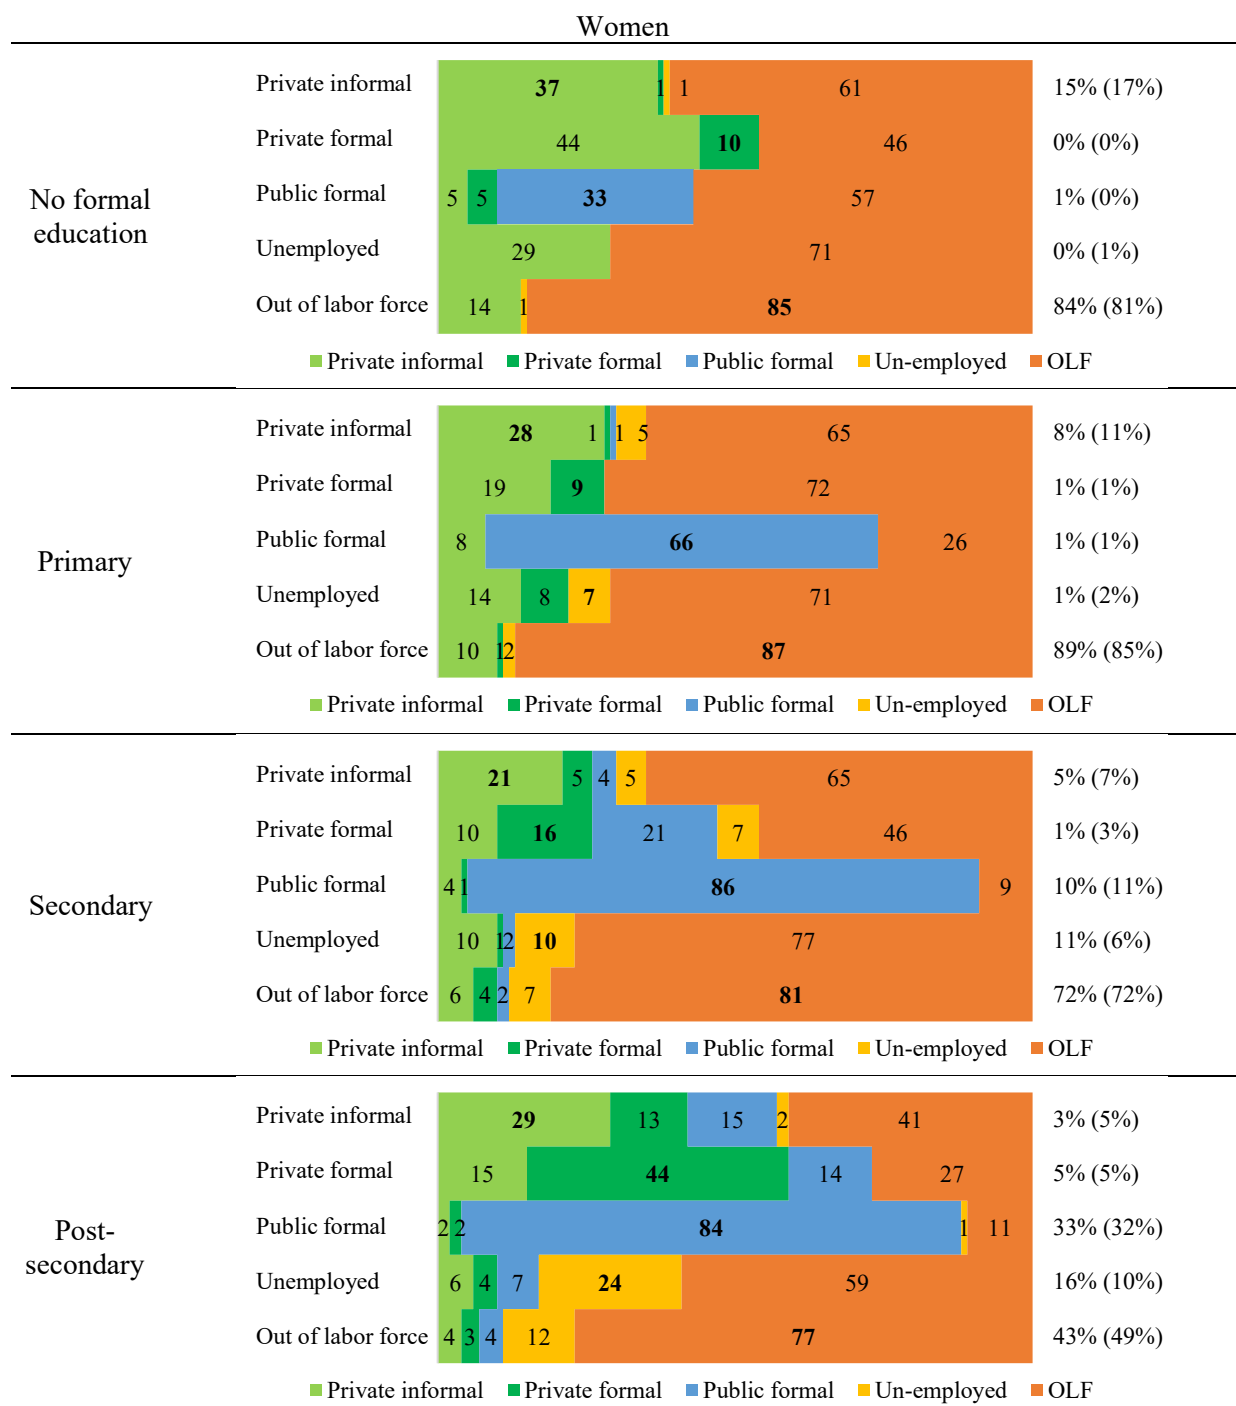 Women
Private informal 37 1 1 61 15% (17%)
Private formal 44 10 46 0% (0%)
No formal education
Public formal 5 5 33 57 1% (0%)
Unemployed 29 71 0% (1%)
Out of labor force 14 1 85 84% (81%)
Private informal Private formal Public formal Un-employed OLF
Private informal 28 1 1 5 65 8% (11%)
Private formal 19 9 72 1% (1%)
Primary
Public formal 8 66 26 1% (1%)
Unemployed 14 8 7 71 1% (2%)
Out of labor force 10 1 2 87 89% (85%)
Private informal Private formal Public formal Un-employed OLF
Private informal 21 5 4 5 65 5% (7%)
Private formal 10 16 21 7 46 1% (3%)
Secondary
Public formal 4 1 86 9 10% (11%)
Unemployed 10 1 2 10 77 11% (6%)
Out of labor force 6 4 2 7 81 72% (72%)
Private informal Private formal Public formal Un-employed OLF
Private informal 29 13 15 2 41 3% (5%)
Private formal 15 44 14 27 5% (5%)
Post-
secondary
Public formal 2 2 84 1 11 33% (32%)
Unemployed 6 4 7 24 59 16% (10%)
Out of labor force 4 3 4 12 77 43% (49%)
Private informal Private formal Public formal Un-employed OLF